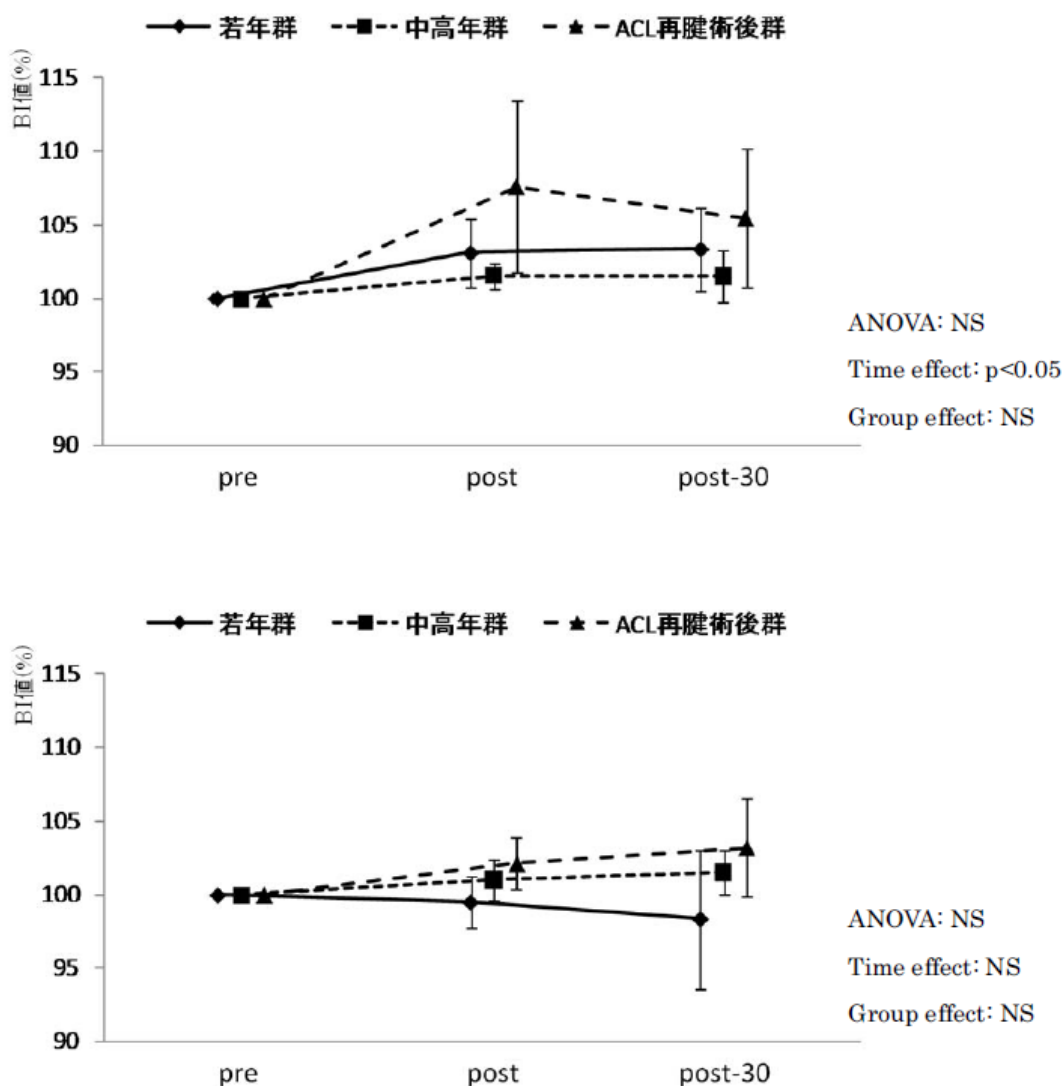 若年群 中高年群 ACL再腱術後群
BI値(%)
115
110
105
100
95
90
pre post post-30
ANOVA: NS
Time effect: p<0.05
Group effect: NS
若年群 中高年群 ACL再腱術後群
BI値(%)
115
110
105
100
95
90
pre post post-30
ANOVA: NS
Time effect: NS
Group effect: NS